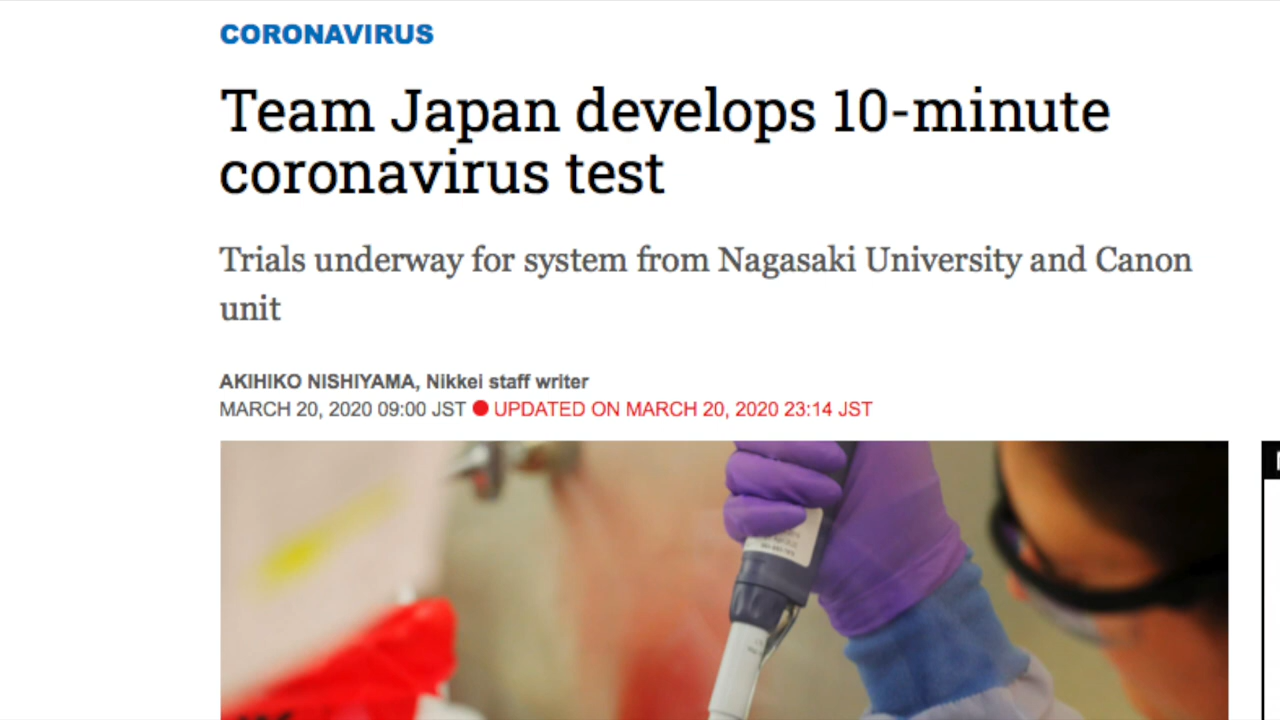 CORONAVIRUS
Team Japan develops 10-minute
coronavirus test
Trials underway for system from Nagasaki University and Canon
unit
AKIHIKO NISHIYAMA, Nikkei staff writer
MARCH 20, 2020 09:00 JST ● UPDATED ON MARCH 20, 2020 23:14 JST